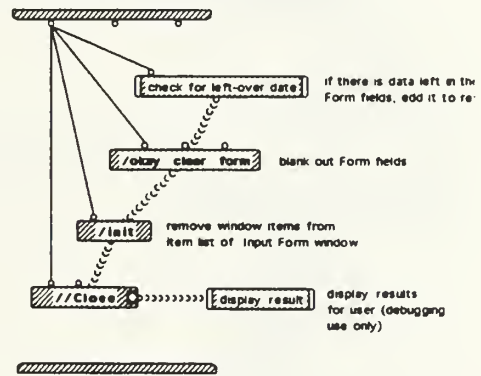 check for left-over date
If there is data left in the
Form fields, edd it to re
/okay clear form
blank out Form fields
/init
remove window items from
item list of Input Form window
//Close
display result
display results
for user (debugging
use only)